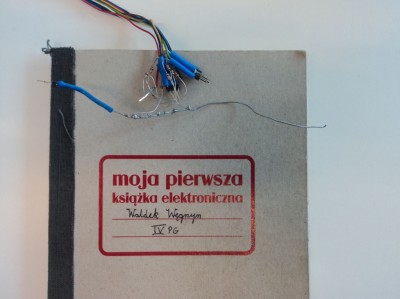 moja pierwsza
książka elektroniczna
Waldek Węgrzyn
IV PG